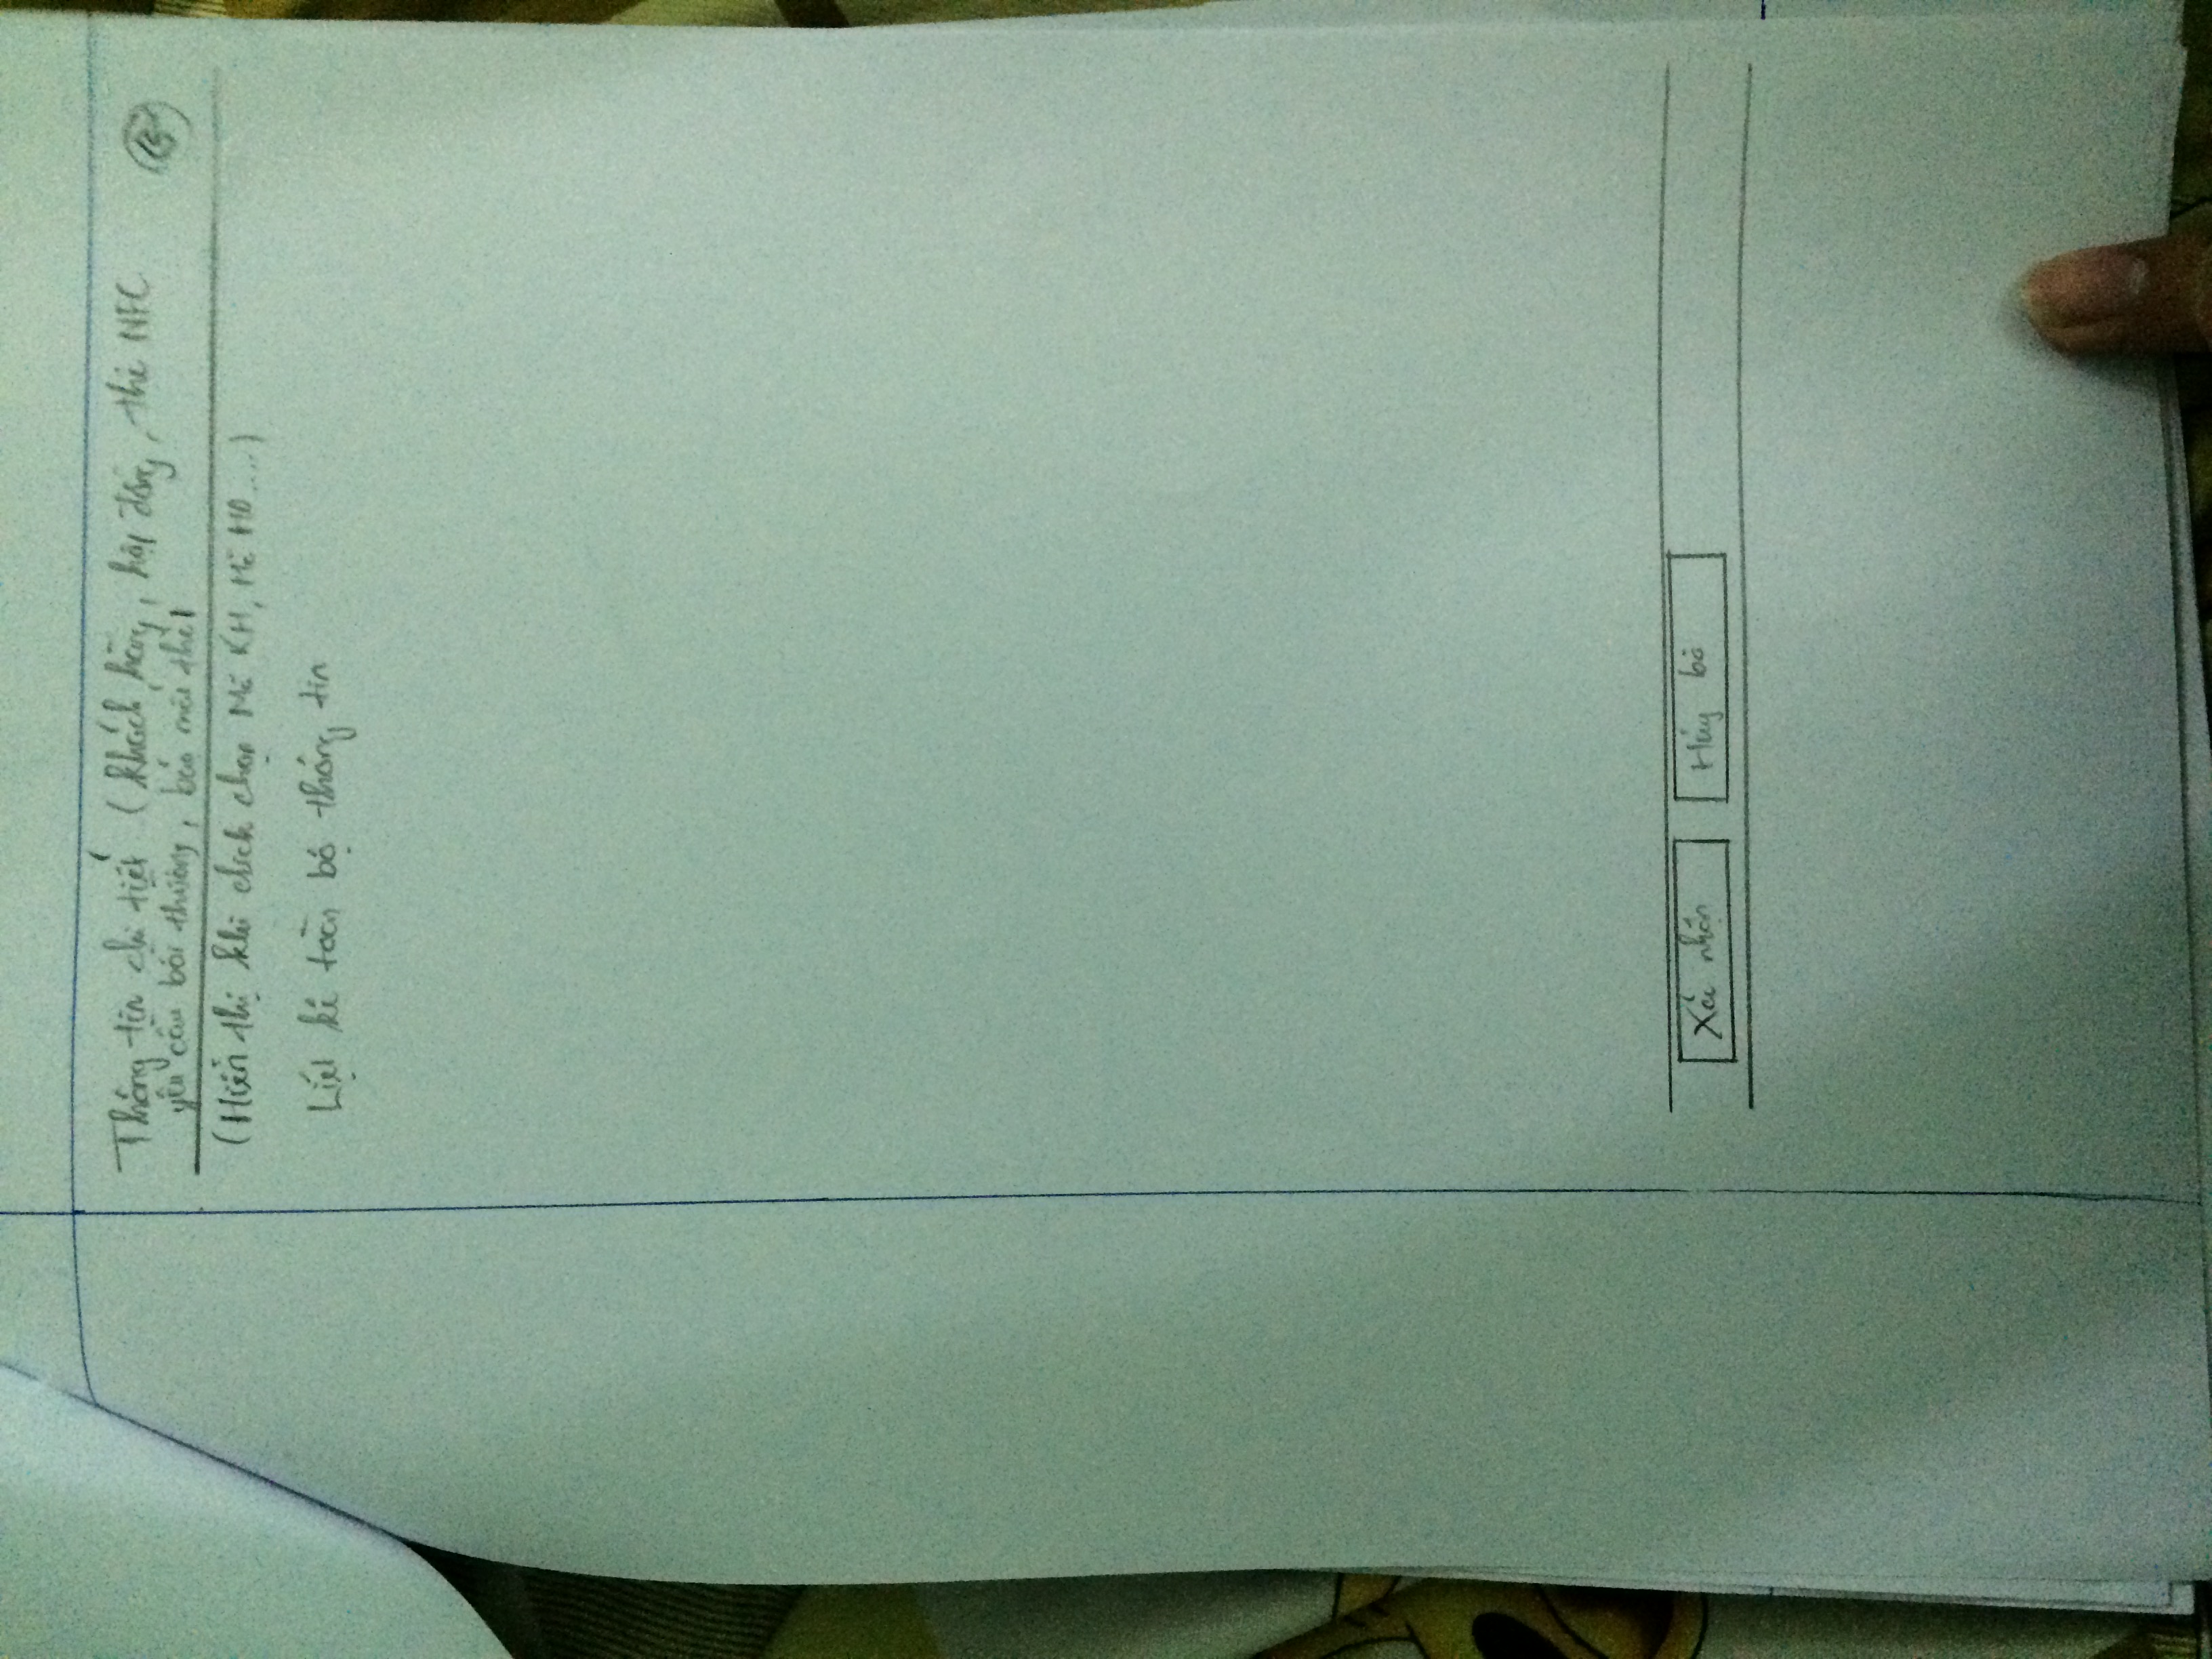 Thông tin chi tiết (khách hàng, hợp đồng, thẻ NFC
yêu cầu bồi thường, báo mất thẻ)
(Hiển thị khi click chọn Mã KH, Mã HĐ....)
Liệt kê toàn bộ thông tin
Xác nhận
Hủy bỏ